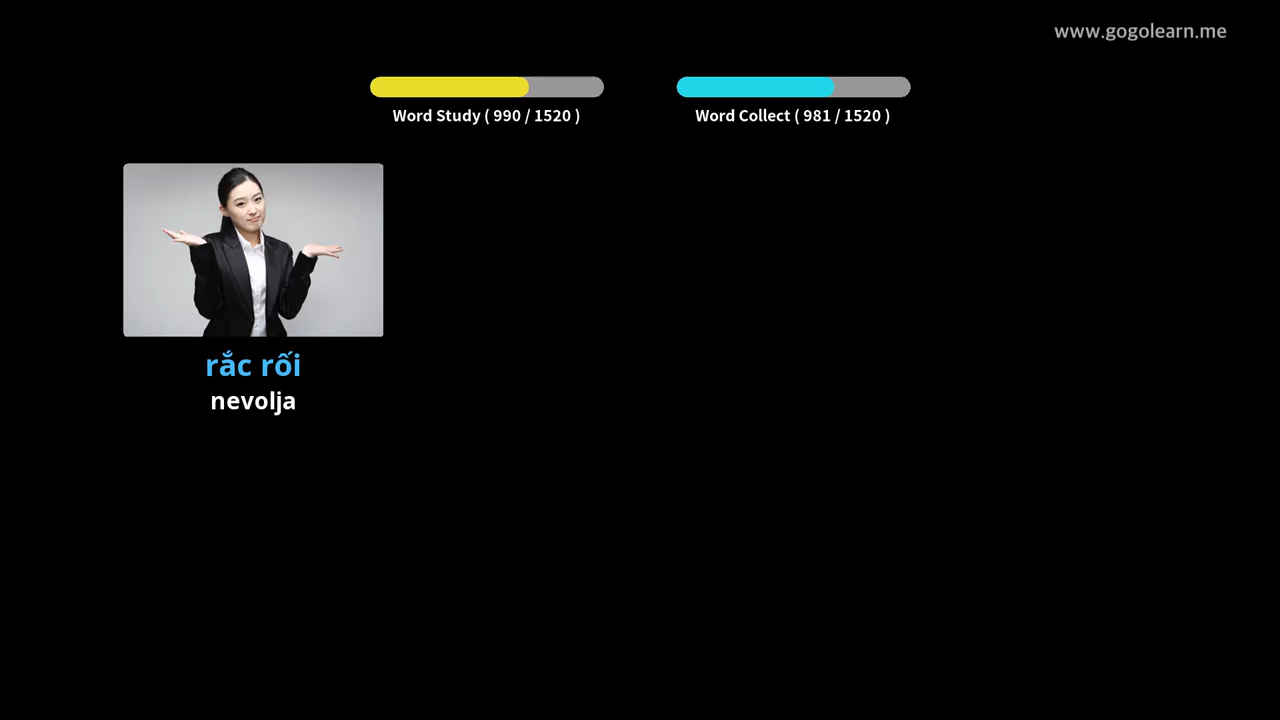 www.gogolearn.me
Word Study ( 990 / 1520 )
Word Collect ( 981 / 1520 )
rắc rối
nevolja